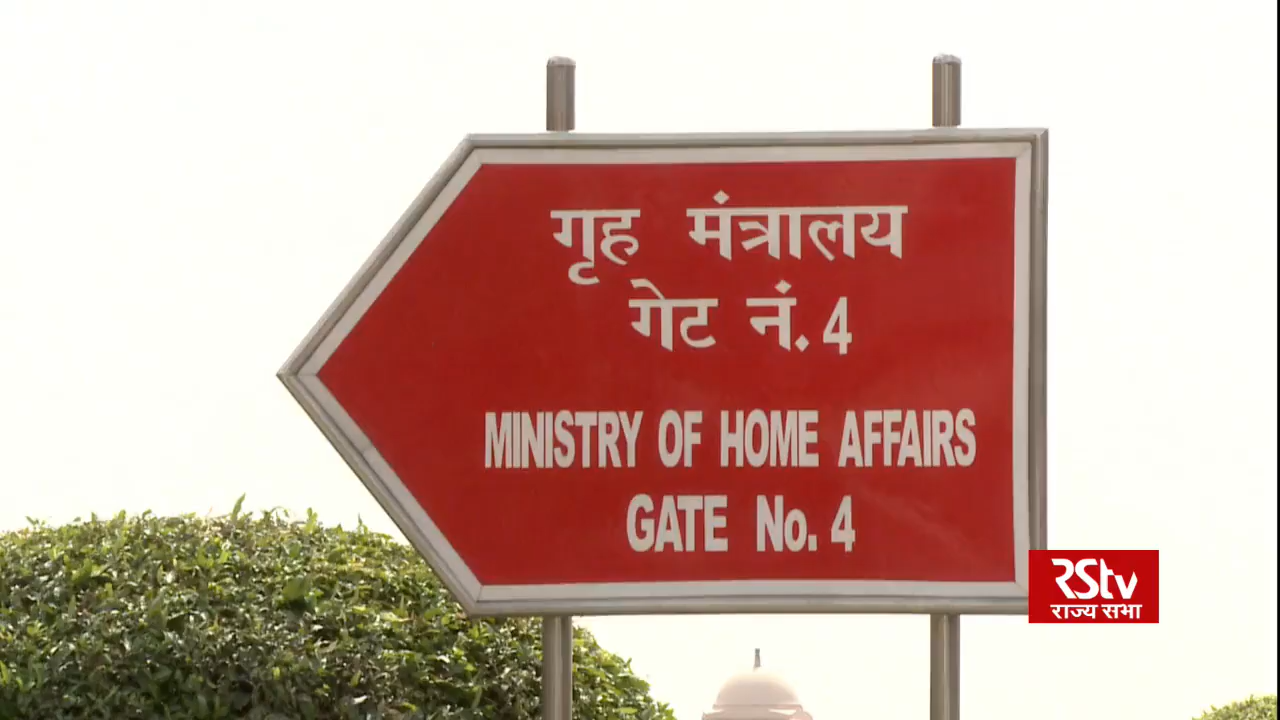 गृह मंत्रालय
गेट नं. 4
MINISTRY OF HOME AFFAIRS
GATE No. 4
RStv
राज्य सभा